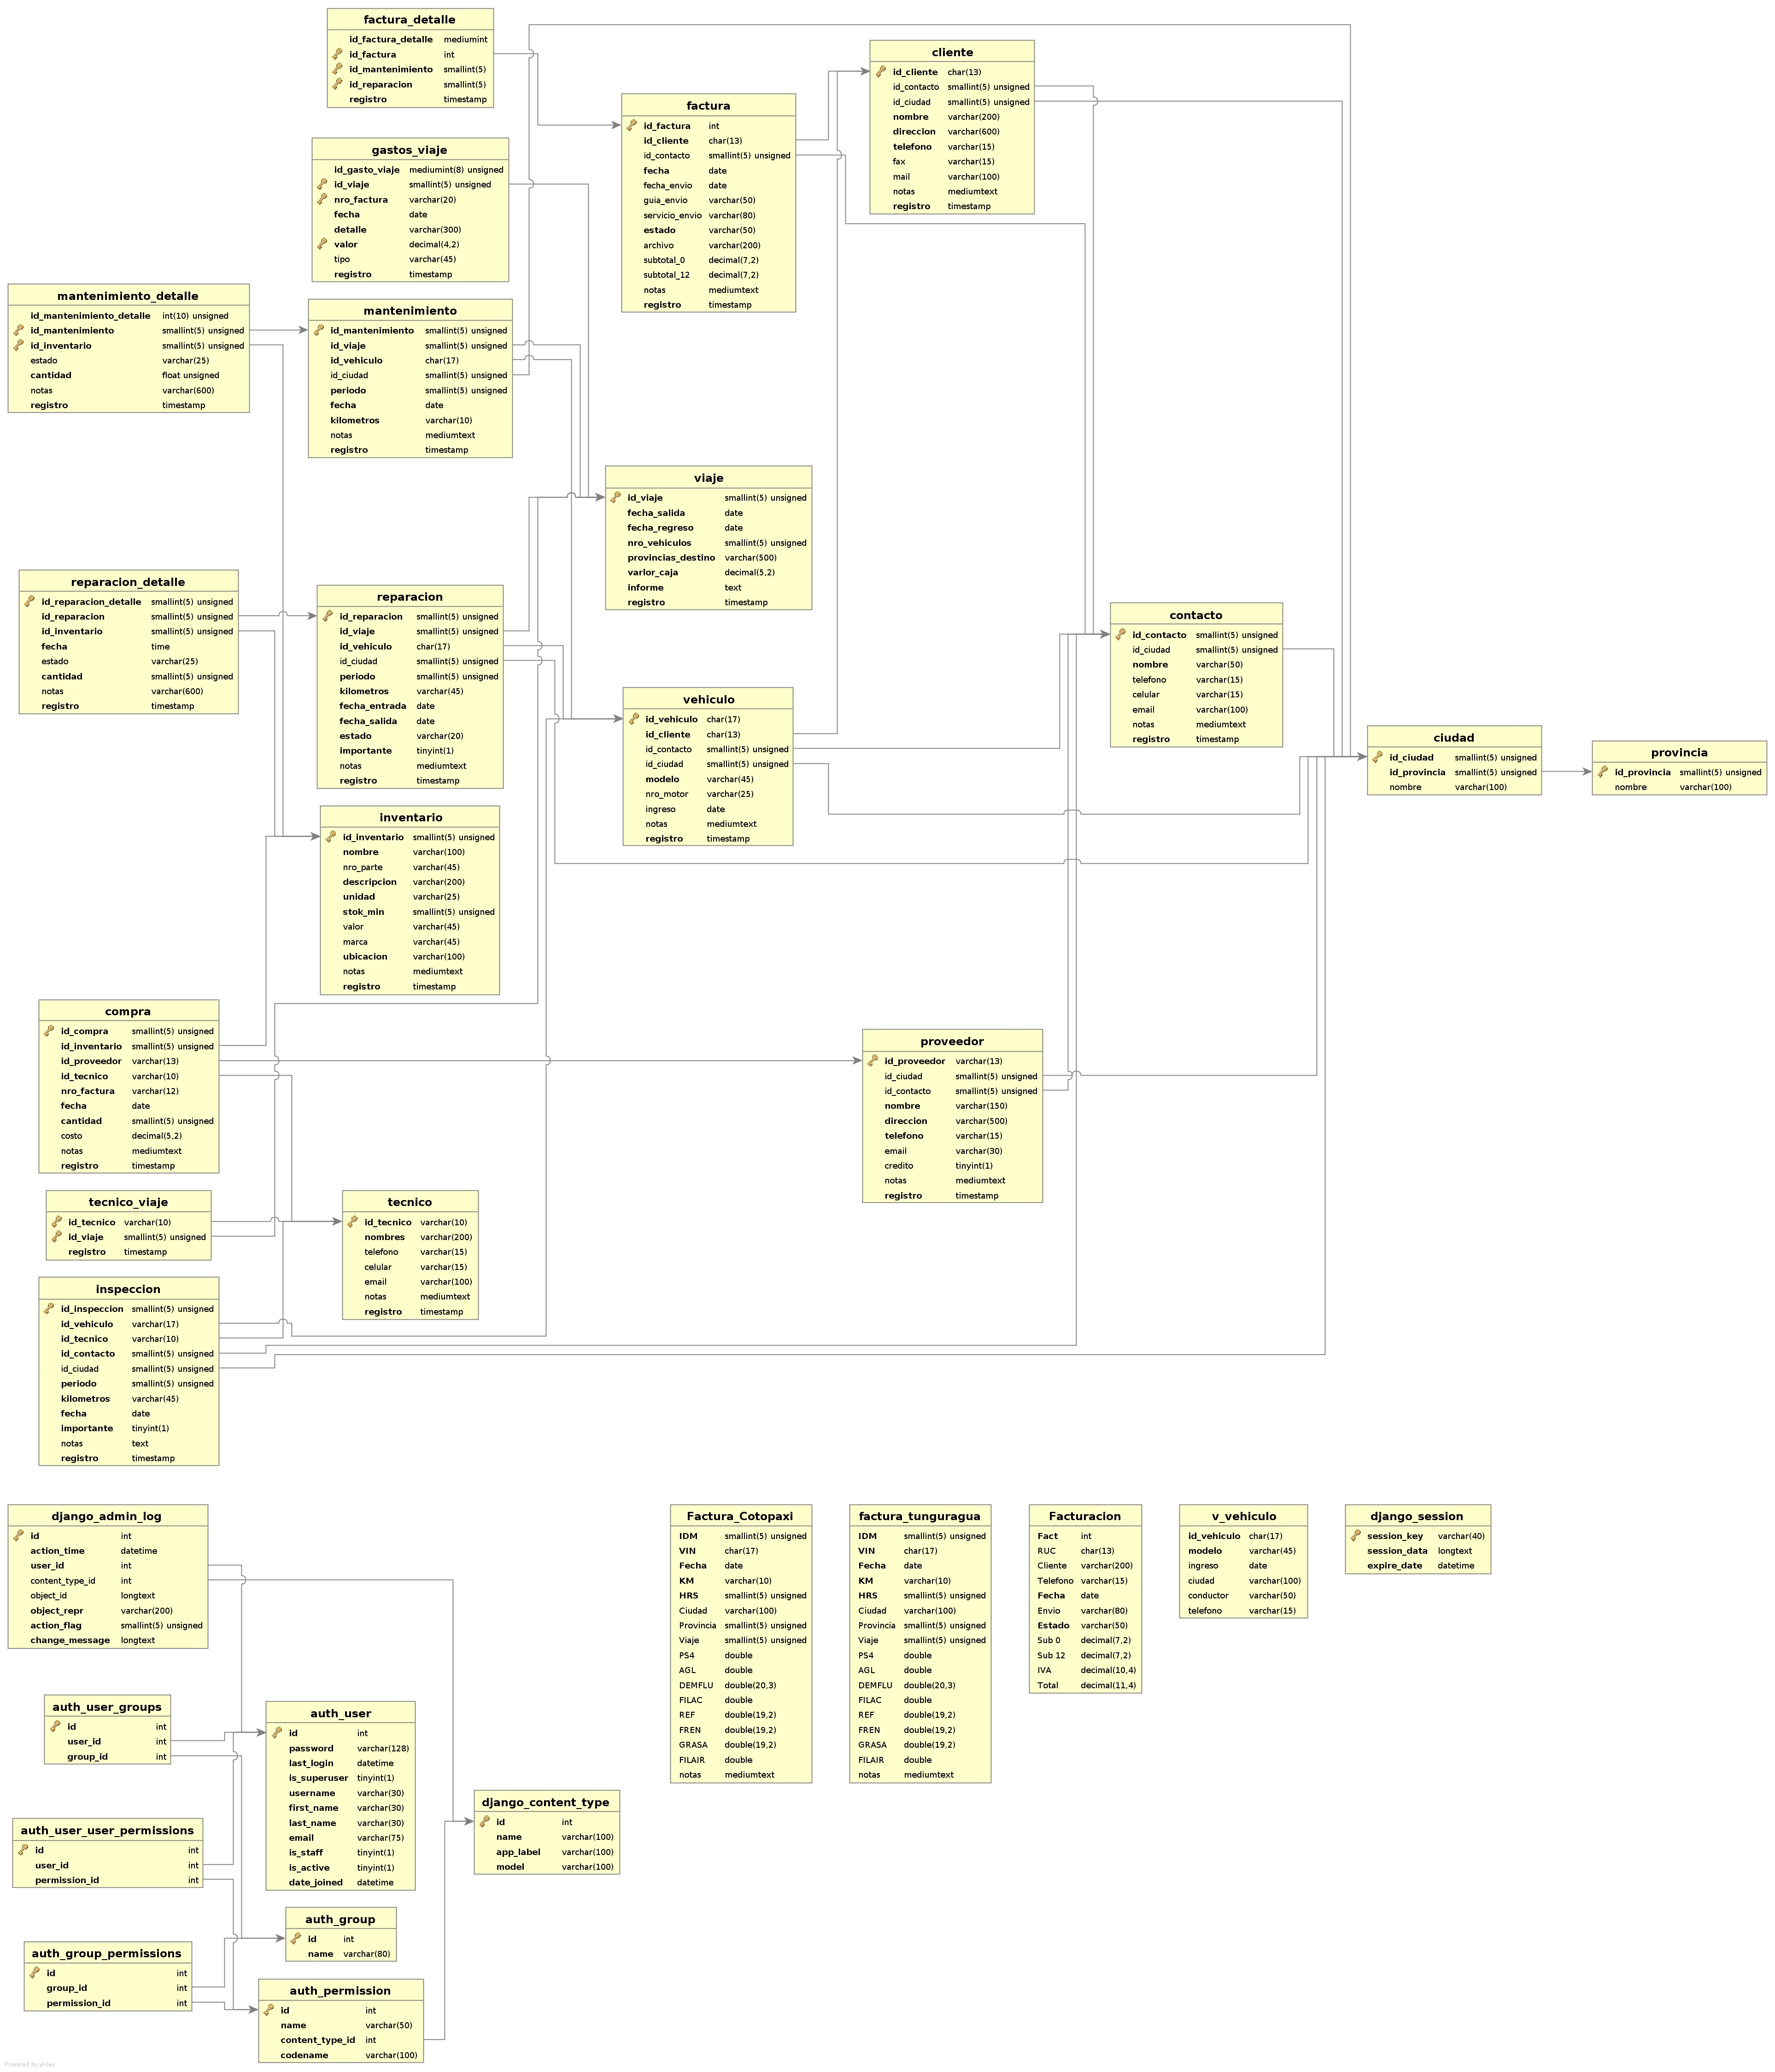 factura_detalle
id_factura_detalle mediumint
id_factura int
id_mantenimiento smallint(5)
id_reparacion smallint(5)
registro timestamp
cliente
id_cliente char(13)
id_contacto smallint(5) unsigned
id_ciudad smallint(5) unsigned
nombre varchar(200)
direccion varchar(600)
telefono varchar(15)
fax varchar(15)
mail varchar(100)
notas mediumtext
registro timestamp
factura
id_factura int
id_cliente char(13)
id_contacto smallint(5) unsigned
fecha date
fecha_envio date
guia_envio varchar(50)
servicio_envio varchar(80)
estado varchar(50)
archivo varchar(200)
subtotal_0 decimal(7,2)
subtotal_12 decimal(7,2)
notas mediumtext
registro timestamp
gastos_viaje
id_gasto_viaje mediumint(8) unsigned
id_viaje smallint(5) unsigned
nro_factura varchar(20)
fecha date
detalle varchar(300)
valor decimal(4,2)
tipo varchar(45)
registro timestamp
mantenimiento_detalle
id_mantenimiento_detalle int(10) unsigned
id_mantenimiento smallint(5) unsigned
id_inventario smallint(5) unsigned
estado varchar(25)
cantidad float unsigned
notas varchar(600)
registro timestamp
mantenimiento
id_mantenimiento smallint(5) unsigned
id_viaje smallint(5) unsigned
id_vehiculo char(17)
id_ciudad smallint(5) unsigned
periodo smallint(5) unsigned
fecha date
kilometros varchar(10)
notas mediumtext
registro timestamp
viaje
id_viaje smallint(5) unsigned
fecha_salida date
fecha_regreso date
nro_vehiculos smallint(5) unsigned
provincias_destino varchar(500)
varlor_caja decimal(5,2)
informe text
registro timestamp
reparacion_detalle
id_reparacion_detalle smallint(5) unsigned
id_reparacion smallint(5) unsigned
id_inventario smallint(5) unsigned
fecha time
estado varchar(25)
cantidad smallint(5) unsigned
notas varchar(600)
registro timestamp
reparacion
id_reparacion smallint(5) unsigned
id_viaje smallint(5) unsigned
id_vehiculo char(17)
id_ciudad smallint(5) unsigned
periodo smallint(5) unsigned
kilometros varchar(45)
fecha_entrada date
fecha_salida date
estado varchar(20)
importante tinyint(1)
notas mediumtext
registro timestamp
contacto
id_contacto smallint(5) unsigned
id_ciudad smallint(5) unsigned
nombre varchar(50)
telefono varchar(15)
celular varchar(15)
email varchar(100)
notas mediumtext
registro timestamp
vehiculo
id_vehiculo char(17)
id_cliente char(13)
id_contacto smallint(5) unsigned
id_ciudad smallint(5) unsigned
modelo varchar(45)
nro_motor varchar(25)
ingreso date
notas mediumtext
registro timestamp
ciudad
id_ciudad smallint(5) unsigned
id_provincia smallint(5) unsigned
nombre varchar(100)
provincia
id_provincia smallint(5) unsigned
nombre varchar(100)
inventario
id_inventario smallint(5) unsigned
nombre varchar(100)
nro_parte varchar(45)
descripcion varchar(200)
unidad varchar(25)
stok_min smallint(5) unsigned
valor varchar(45)
marca varchar(45)
ubicacion varchar(100)
notas mediumtext
registro timestamp
compra
id_compra smallint(5) unsigned
id_inventario smallint(5) unsigned
id_proveedor varchar(13)
id_tecnico varchar(10)
nro_factura varchar(12)
fecha date
cantidad smallint(5) unsigned
costo decimal(5,2)
notas mediumtext
registro timestamp
proveedor
id_proveedor varchar(13)
id_ciudad smallint(5) unsigned
id_contacto smallint(5) unsigned
nombre varchar(150)
direccion varchar(500)
telefono varchar(15)
email varchar(30)
credito tinyint(1)
notas mediumtext
registro timestamp
tecnico_viaje
id_tecnico varchar(10)
id_viaje smallint(5) unsigned
registro timestamp
tecnico
id_tecnico varchar(10)
nombres varchar(200)
telefono varchar(15)
celular varchar(15)
email varchar(100)
notas mediumtext
registro timestamp
inspeccion
id_inspeccion smallint(5) unsigned
id_vehiculo varchar(17)
id_tecnico varchar(10)
id_contacto smallint(5) unsigned
id_ciudad smallint(5) unsigned
periodo smallint(5) unsigned
kilometros varchar(45)
fecha date
importante tinyint(1)
notas text
registro timestamp
django_admin_log
id int
action_time datetime
user_id int
content_type_id int
object_id longtext
object_repr varchar(200)
action_flag smallint(5) unsigned
change_message longtext
Factura_Cotopaxi
IDM smallint(5) unsigned
VIN char(17)
Fecha date
KM varchar(10)
HRS smallint(5) unsigned
Ciudad varchar(100)
Provincia smallint(5) unsigned
Viaje smallint(5) unsigned
PS4 double
AGL double
DEMFLU double(20,3)
FILAC double
REF double(19,2)
FREN double(19,2)
GRASA double(19,2)
FILAIR double
notas mediumtext
factura_tunguragua
IDM smallint(5) unsigned
VIN char(17)
Fecha date
KM varchar(10)
HRS smallint(5) unsigned
Ciudad varchar(100)
Provincia smallint(5) unsigned
Viaje smallint(5) unsigned
PS4 double
AGL double
DEMFLU double(20,3)
FILAC double
REF double(19,2)
FREN double(19,2)
GRASA double(19,2)
FILAIR double
notas mediumtext
Facturacion
Fact int
RUC char(13)
Cliente varchar(200)
Telefono varchar(15)
Fecha date
Envio varchar(80)
Estado varchar(50)
Sub 0 decimal(7,2)
Sub 12 decimal(7,2)
IVA decimal(10,4)
Total decimal(11,4)
v_vehiculo
id_vehiculo char(17)
modelo varchar(45)
ingreso date
ciudad varchar(100)
conductor varchar(50)
telefono varchar(15)
django_session
session_key varchar(40)
session_data longtext
expire_date datetime
auth_user_groups
id int
user_id int
group_id int
auth_user
id int
password varchar(128)
last_login datetime
is_superuser tinyint(1)
username varchar(30)
first_name varchar(30)
last_name varchar(30)
email varchar(75)
is_staff tinyint(1)
is_active tinyint(1)
date_joined datetime
django_content_type
id int
name varchar(100)
app_label varchar(100)
model varchar(100)
auth_user_user_permissions
id int
user_id int
permission_id int
auth_group
id int
name varchar(80)
auth_group_permissions
id int
group_id int
permission_id int
auth_permission
id int
name varchar(50)
content_type_id int
codename varchar(100)
Powered by yFiles